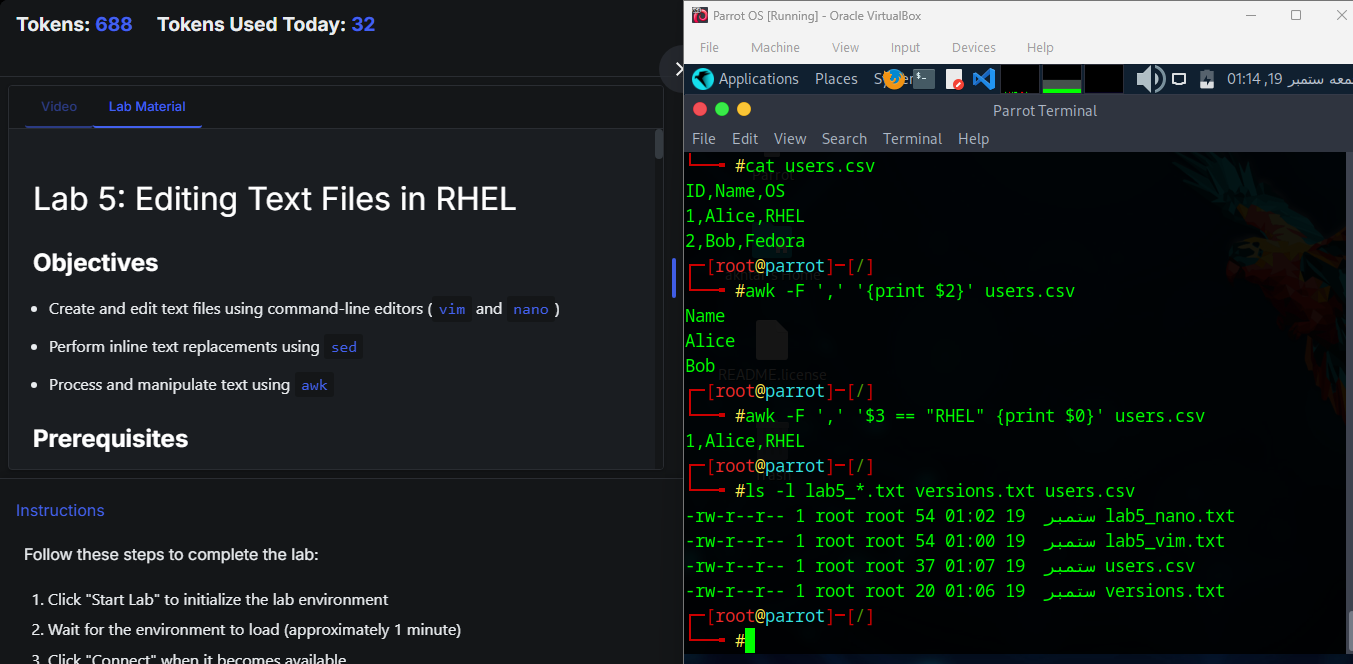 Tokens: 688 Tokens Used Today: 32
Video Lab Material
Lab 5: Editing Text Files in RHEL
Objectives
Create and edit text files using command-line editors ( vim and nano )
Perform inline text replacements using sed
Process and manipulate text using awk
Prerequisites
Instructions
Follow these steps to complete the lab:
1. Click "Start Lab" to initialize the lab environment
2. Wait for the environment to load (approximately 1 minute)
3. Click "Connect" when it becomes available
Parrot OS [Running] - Oracle VirtualBox
File Machine View Input Devices Help
Applications Places جمعه ستمبر 19, 01:14
Parrot Terminal
File Edit View Search Terminal Help
#cat users.csv
ID,Name,OS
1,Alice,RHEL
2,Bob,Fedora
[root@parrot]─[/]
#awk -F ',' '{print $2}' users.csv
Name
Alice
Bob
README.license
[root@parrot]─[/]
#awk -F ',' '$3 == "RHEL" {print $0}' users.csv
1,Alice,RHEL
[root@parrot]─[/]
#ls -l lab5_*.txt versions.txt users.csv
-rw-r--r-- 1 root root 54 01:02 19 ستمبر lab5_nano.txt
-rw-r--r-- 1 root root 54 01:00 19 ستمبر lab5_vim.txt
-rw-r--r-- 1 root root 37 01:07 19 ستمبر users.csv
-rw-r--r-- 1 root root 20 01:06 19 ستمبر versions.txt
[root@parrot]─[/]
#